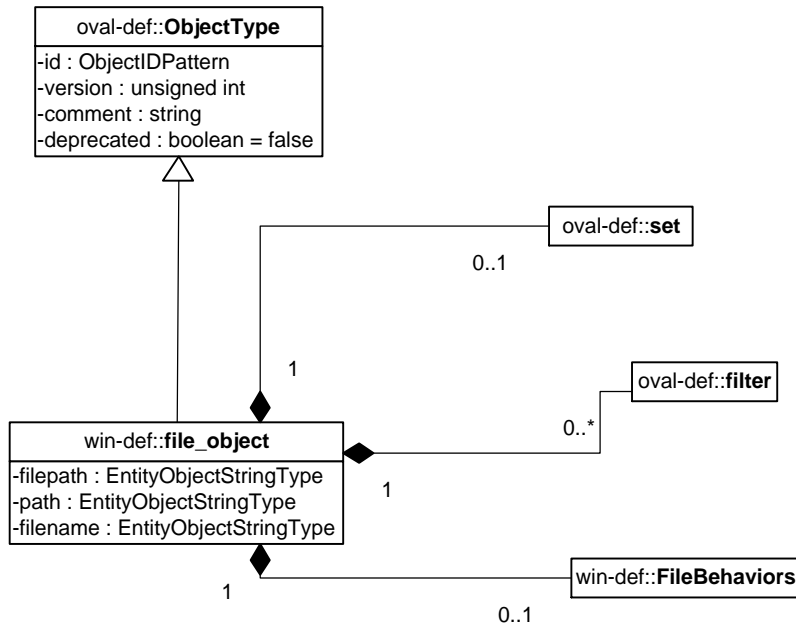 oval-def::ObjectType
-id : ObjectIDPattern
-version : unsigned int
-comment : string
-deprecated : boolean = false
oval-def::set
0..1
1
oval-def::filter
0..*
win-def::file_object
1
-filepath : EntityObjectStringType
-path : EntityObjectStringType
-filename : EntityObjectStringType
win-def::FileBehaviors
1
0..1